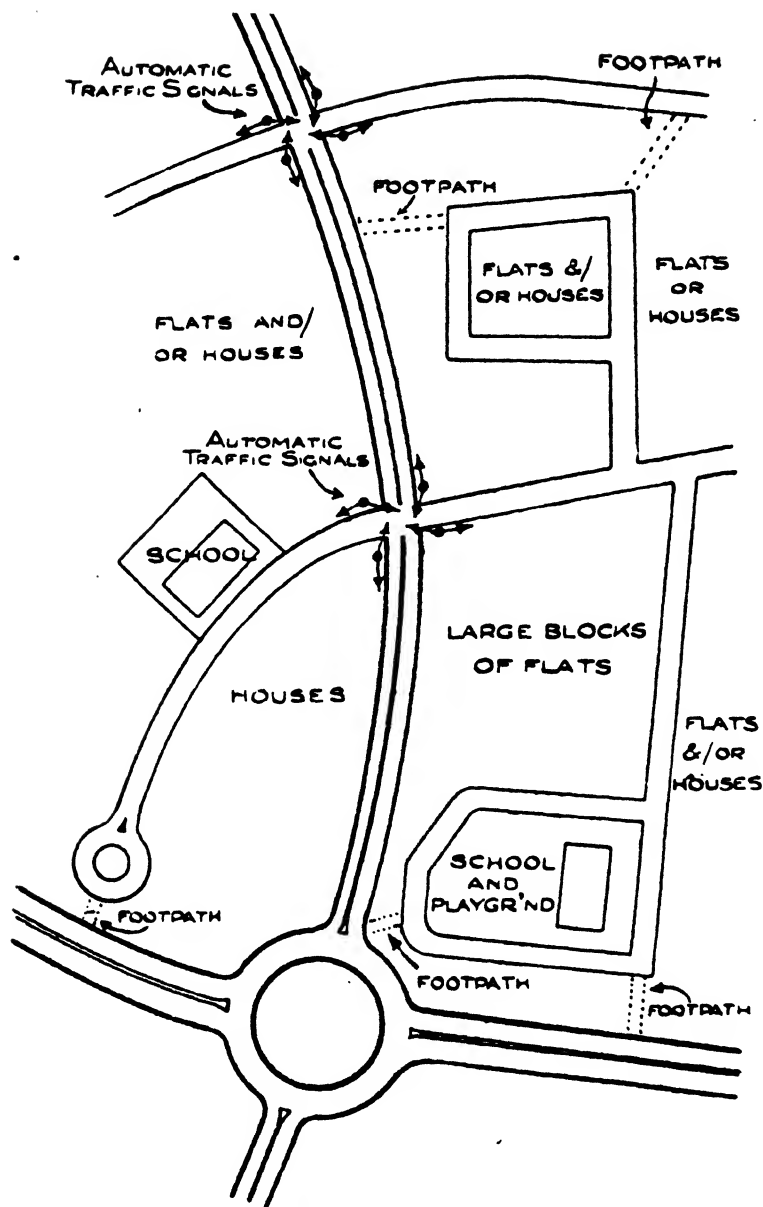 AUTOMATIC
TRAFFIC SIGNALS
FOOTPATH
FOOTPATH
FLATS &/
OR HOUSES
FLATS
OR
HOUSES
FLATS AND/
OR HOUSES
AUTOMATIC
TRAFFIC SIGNALS
SCHOOL
LARGE BLOCKS
OF FLATS
HOUSES
FLATS
&/OR
HOUSES
SCHOOL
AND
PLAYGR'ND
FOOTPATH
FOOTPATH
FOOTPATH